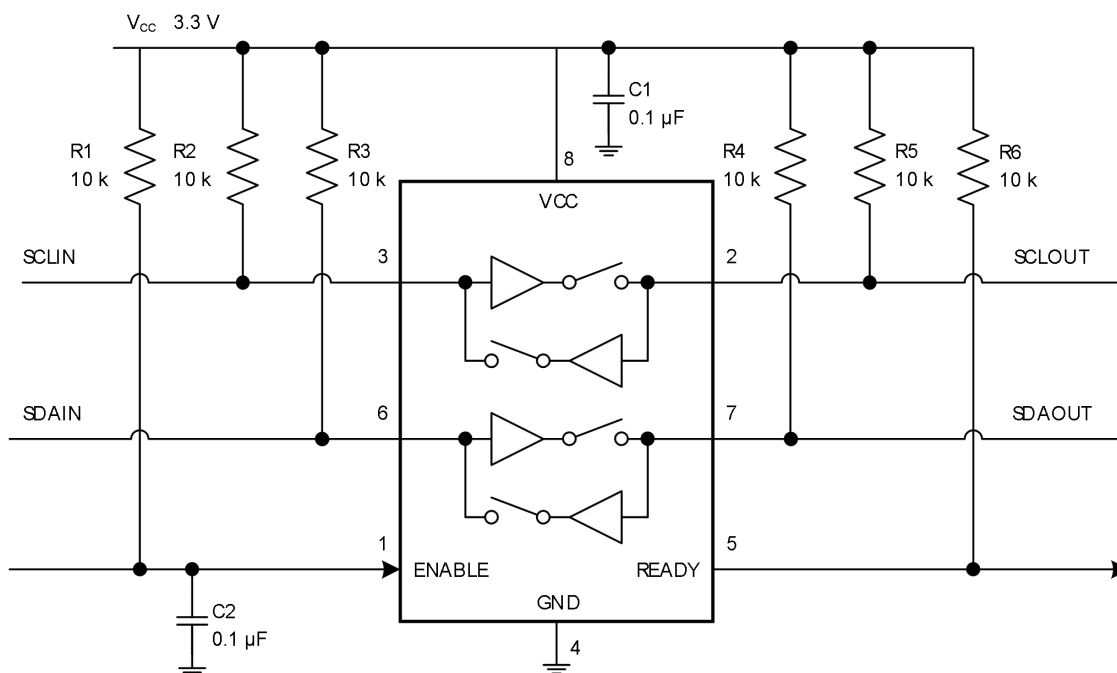 VCC 3.3 V
C1
0.1 µF
R1
10 k
R2
10 k
R3
10 k
8
R4
10 k
R5
10 k
R6
10 k
VCC
SCLIN
3
2
SCLOUT
SDAIN
6
7
SDAOUT
1
5
ENABLE
READY
GND
C2
0.1 µF
4